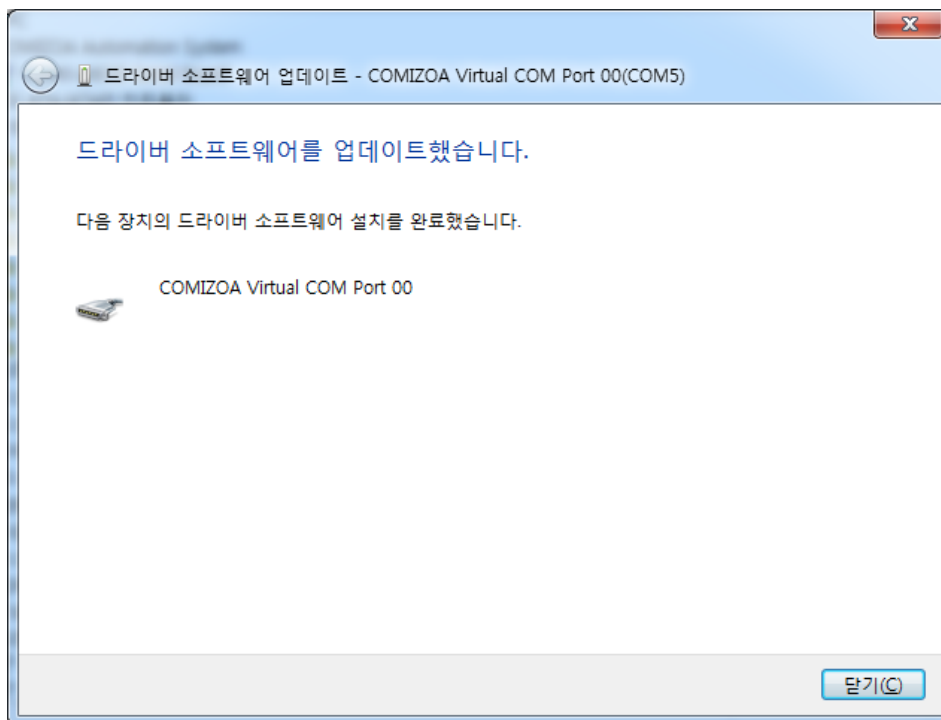 드라이버 소프트웨어 업데이트 - COMIZOA Virtual COM Port 00(COM5)
드라이버 소프트웨어를 업데이트했습니다.
다음 장치의 드라이버 소프트웨어 설치를 완료했습니다.
COMIZOA Virtual COM Port 00
닫기(C)